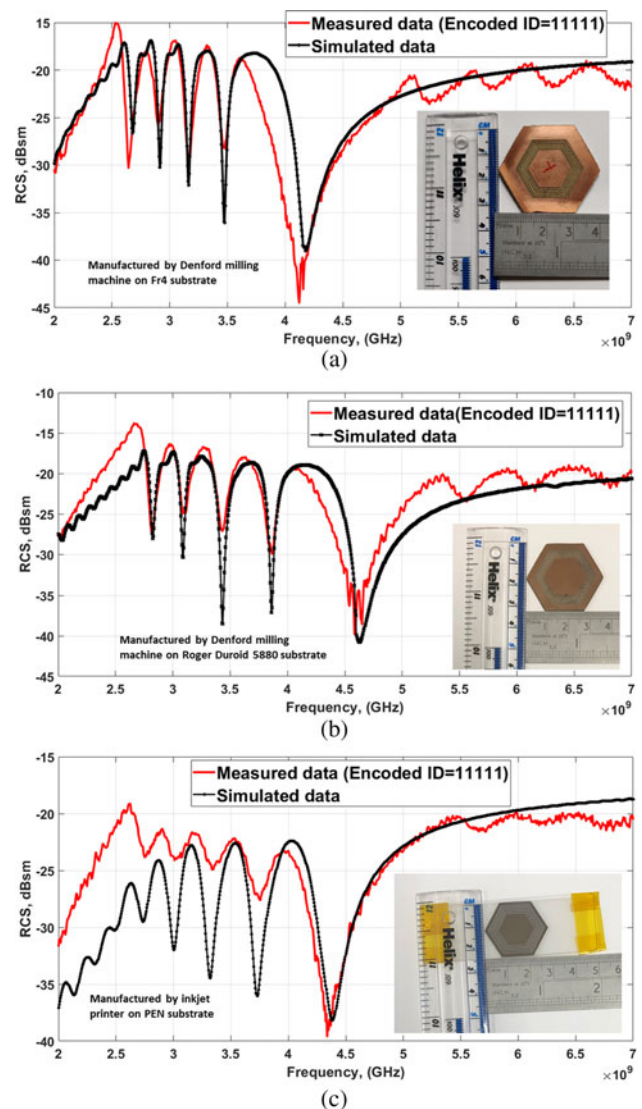 15
-20
-25
-30
-35
-40
-45
RCS, dBsm
Measured data (Encoded ID=11111)
Simulated data
Manufactured by Denford milling
machine on Fr4 substrate
Helix
2 2.5 3 3.5 4 4.5 5 5.5 6 6.5 7
Frequency, (GHz)
×10⁹
(a)
-10
-15
-20
-25
-30
-35
-40
-45
RCS, dBsm
Measured data(Encoded ID=11111)
Simulated data
Manufactured by Denford milling
machine on Roger Duroid 5880 substrate
Helix
2 2.5 3 3.5 4 4.5 5 5.5 6 6.5 7
Frequency, (GHz)
×10⁹
(b)
-15
-20
-25
-30
-35
-40
RCS, dBsm
Measured data (Encoded ID=11111)
Simulated data
Manufactured by inkjet
printer on PEN substrate
Helix
2 2.5 3 3.5 4 4.5 5 5.5 6 6.5 7
Frequency, (GHz)
×10⁹
(c)